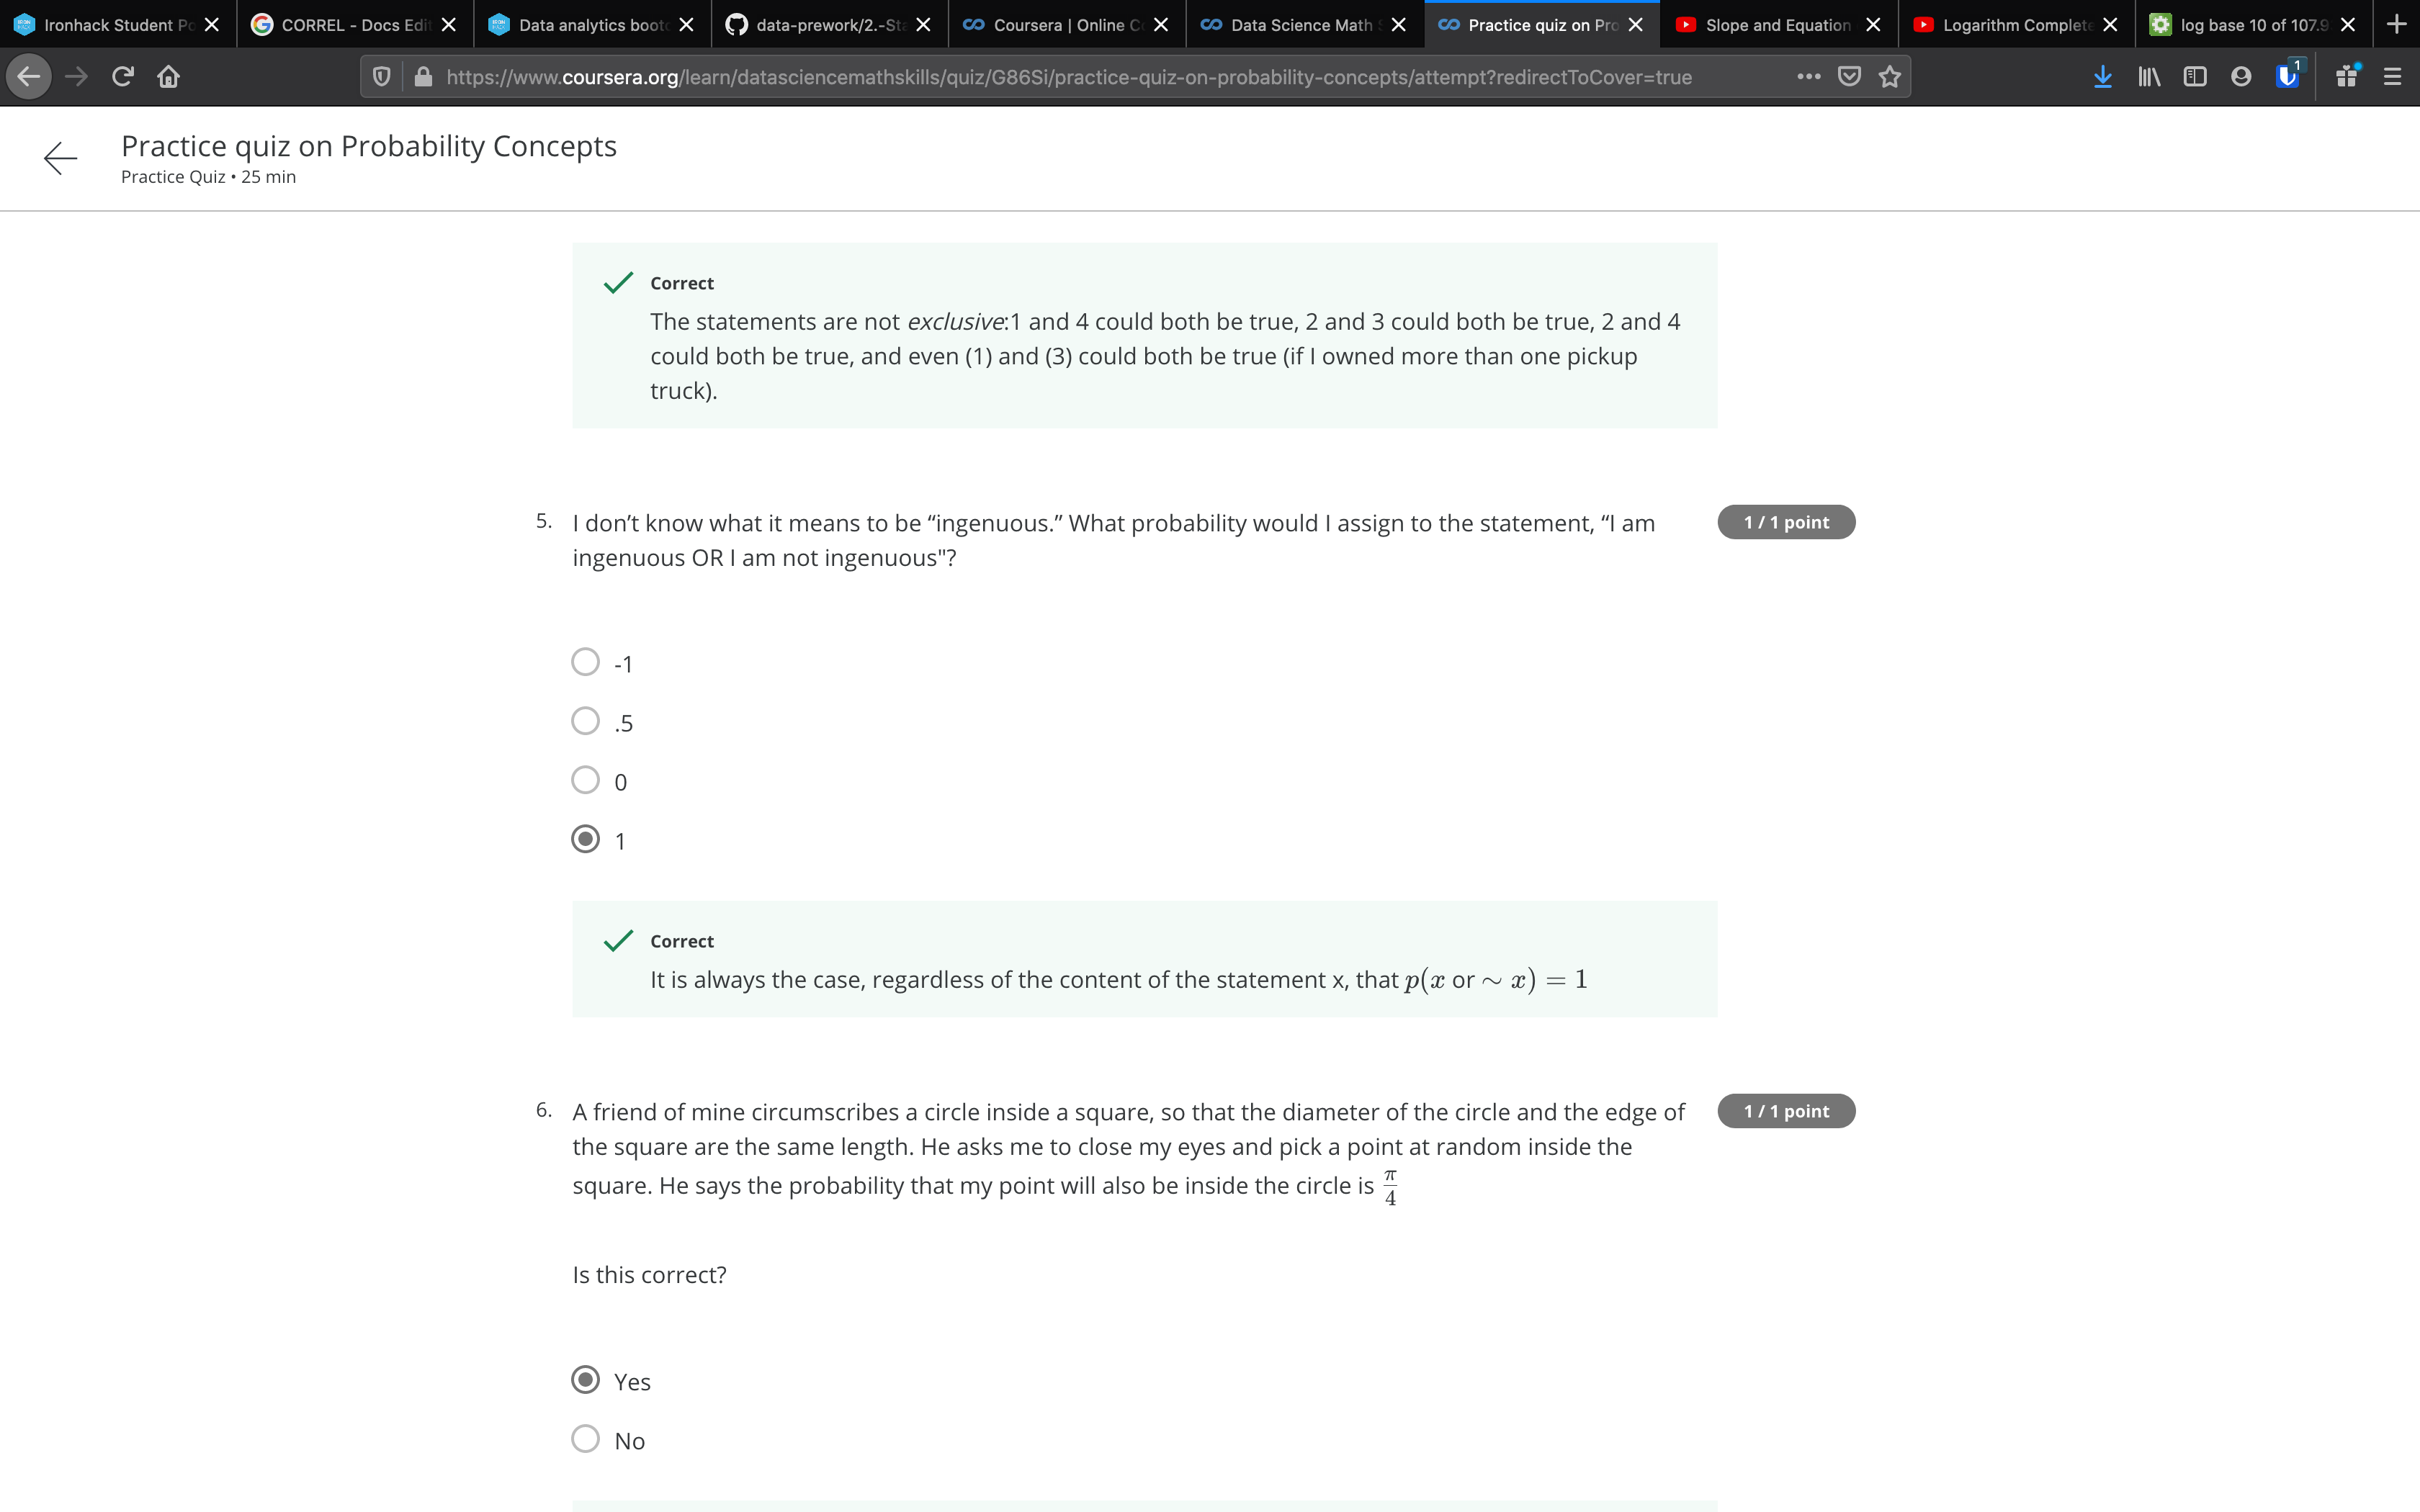 Ironhack Student Po
CORREL - Docs Edit
Data analytics bootc
data-prework/2.-Sta
Coursera | Online C
Data Science Math S
Practice quiz on Pro
Slope and Equation
Logarithm Complete
log base 10 of 107.9
https://www.coursera.org/learn/datasciencemathskills/quiz/G86Si/practice-quiz-on-probability-concepts/attempt?redirectToCover=true
1
Practice quiz on Probability Concepts
Practice Quiz • 25 min
Correct
The statements are not exclusive:1 and 4 could both be true, 2 and 3 could both be true, 2 and 4
could both be true, and even (1) and (3) could both be true (if I owned more than one pickup
truck).
5. I don’t know what it means to be “ingenuous.” What probability would I assign to the statement, “I am
ingenuous OR I am not ingenuous"?
1 / 1 point
-1
.5
0
1
Correct
It is always the case, regardless of the content of the statement x, that p(x or ∼ x) = 1
6. A friend of mine circumscribes a circle inside a square, so that the diameter of the circle and the edge of
the square are the same length. He asks me to close my eyes and pick a point at random inside the
square. He says the probability that my point will also be inside the circle is π/4
1 / 1 point
Is this correct?
Yes
No